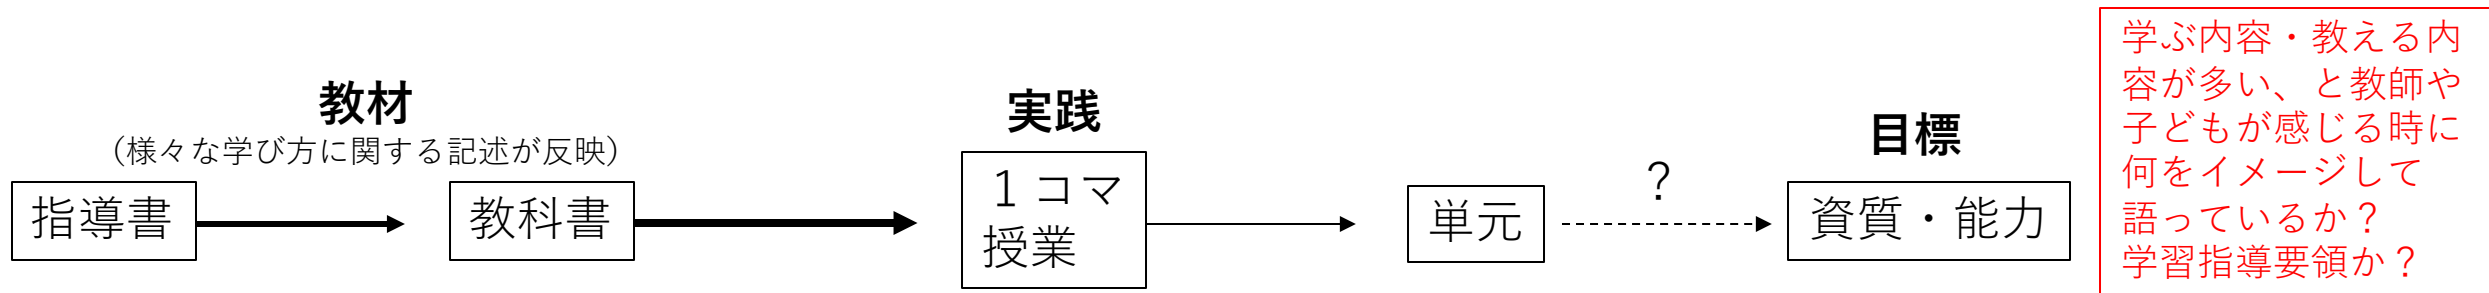 教材
（様々な学び方に関する記述が反映）
指導書
教科書
実践
１コマ
授業
単元
？
目標
資質・能力
学ぶ内容・教える内
容が多い、と教師や
子どもが感じる時に
何をイメージして
語っているか？
学習指導要領か？